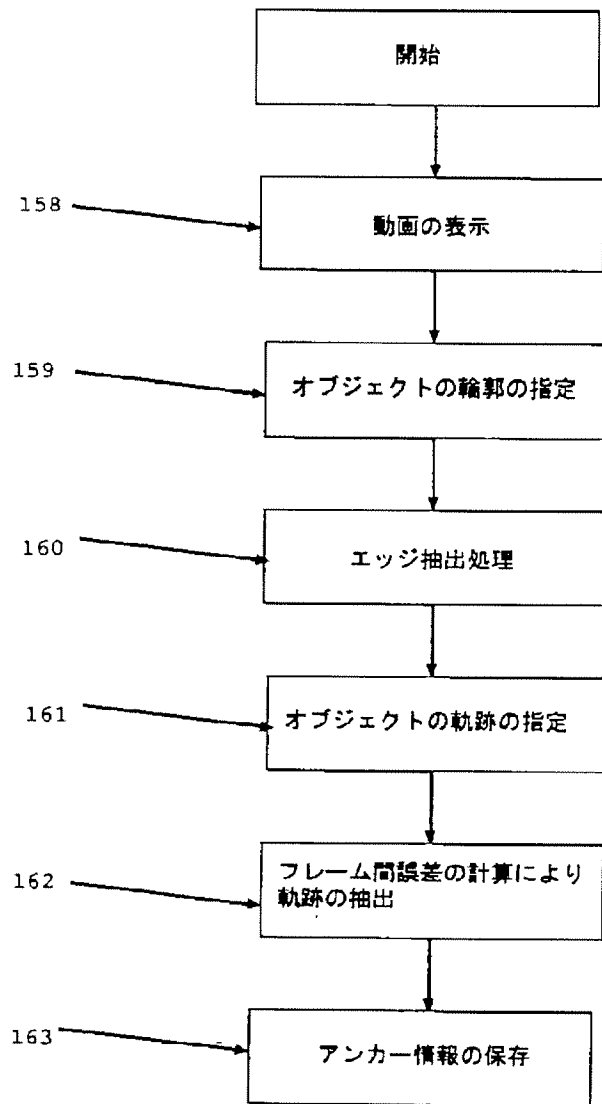 開始
158
動画の表示
159
オブジェクトの輪郭の指定
160
エッジ抽出処理
161
オブジェクトの軌跡の指定
162
フレーム間誤差の計算により
軌跡の抽出
163
アンカー情報の保存